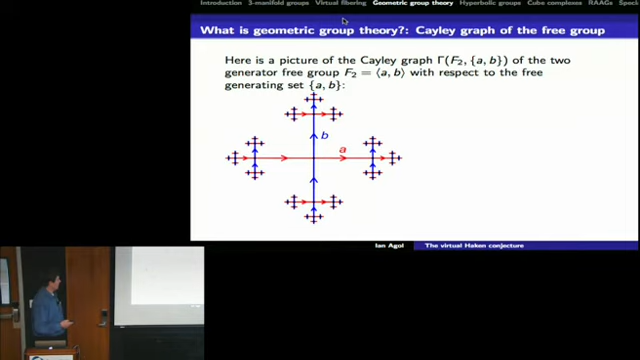 Introduction 3-manifold groups Virtual fibering Geometric group theory Hyperbolic groups Cube complexes RAAGs Spec
What is geometric group theory?: Cayley graph of the free group
Here is a picture of the Cayley graph Γ(F₂, {a, b}) of the two
generator free group F₂ = ⟨a, b⟩ with respect to the free
generating set {a, b}:
b
a
Ian Agol The virtual Haken conjecture